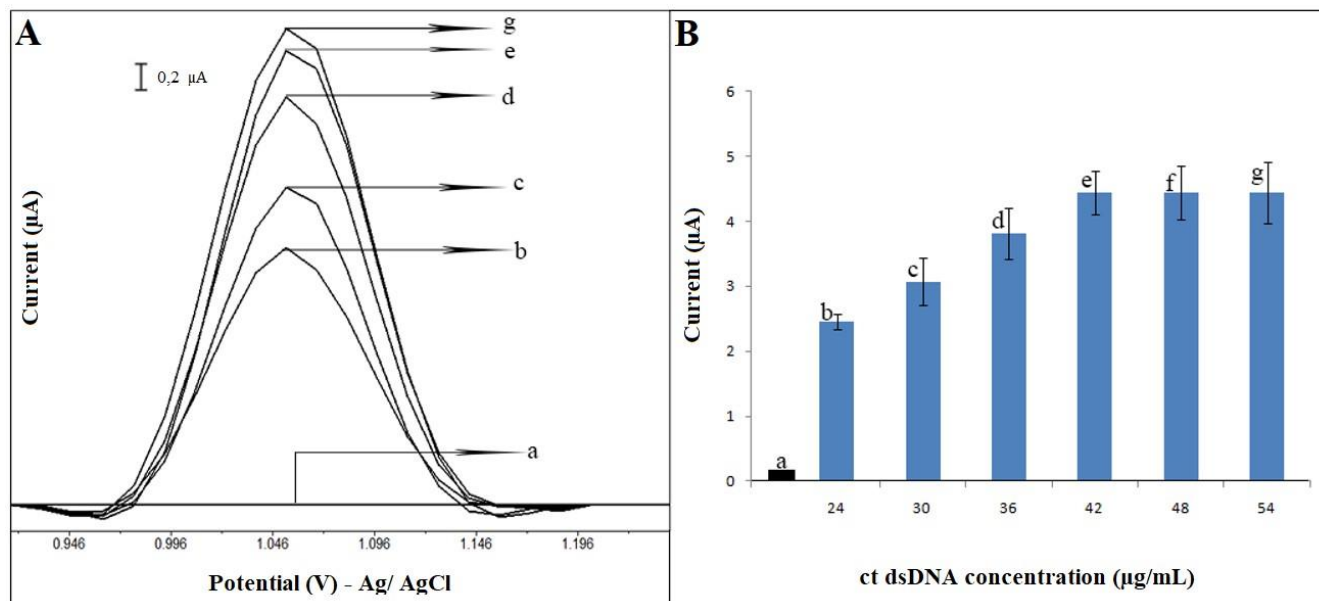 A
g
e
0,2 µA
d
c
b
a
Current (µA)
0.946 0.996 1.046 1.096 1.146 1.196
Potential (V) - Ag/ AgCl
B
6
5
4
3
2
1
0
Current (µA)
a
b
c
d
e
f
g
24 30 36 42 48 54
ct dsDNA concentration (µg/mL)